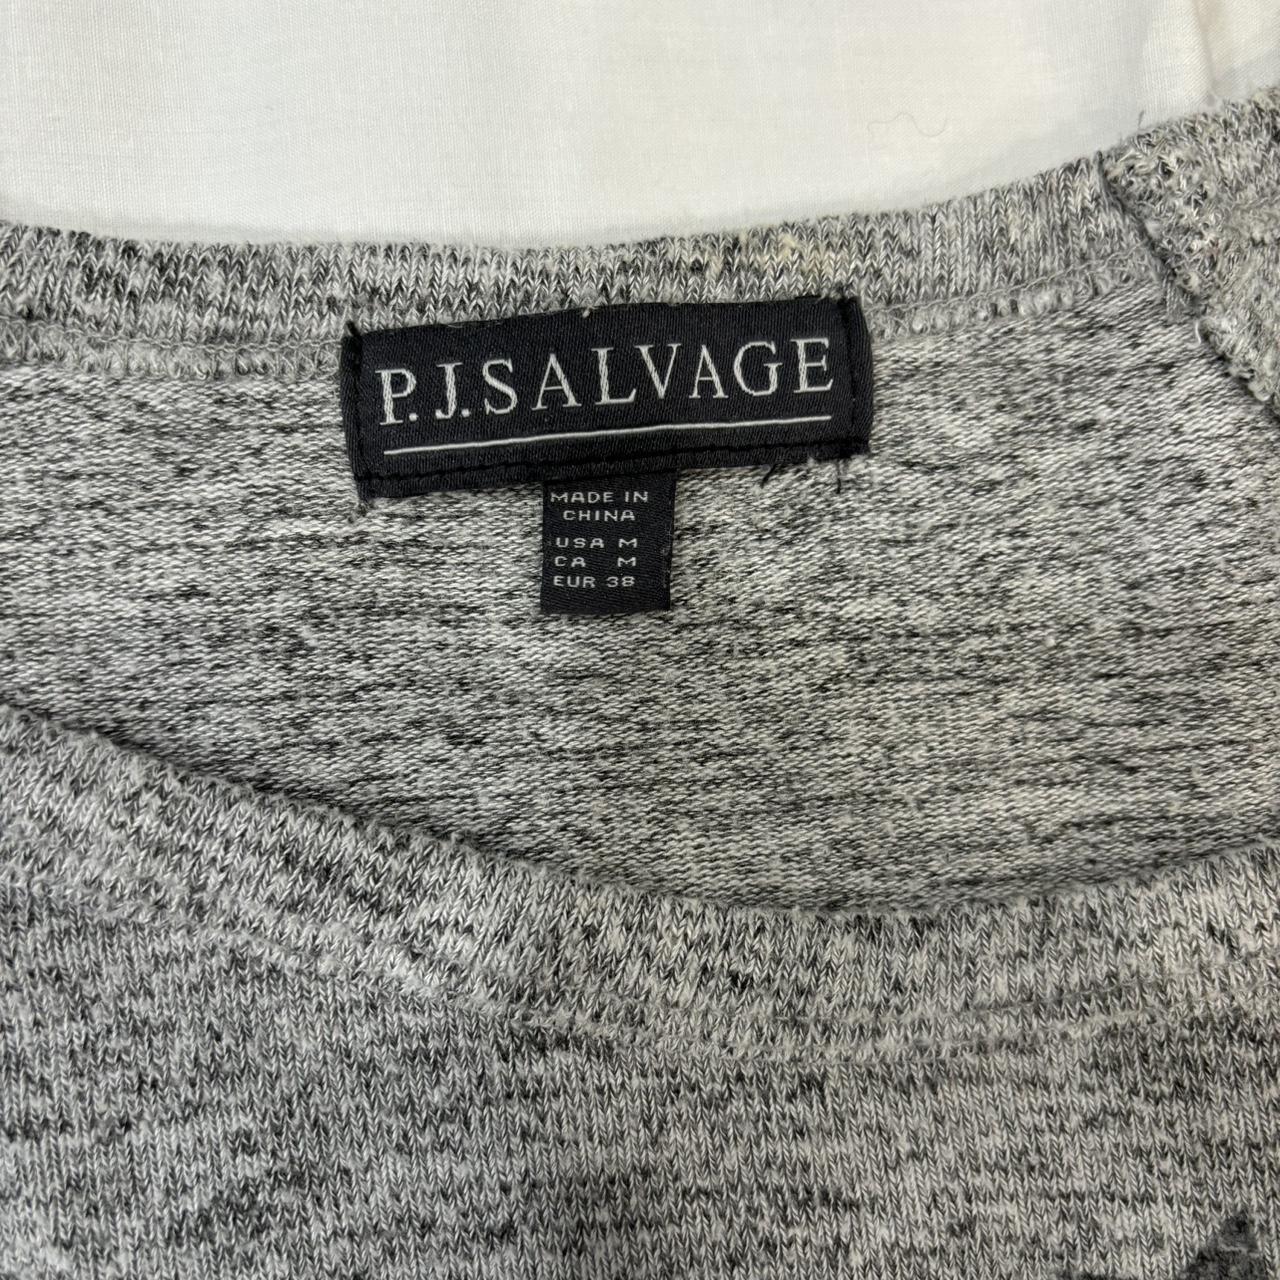 P.J.SALVAGE
MADE IN
CHINA
USA M
CA M
EUR 38